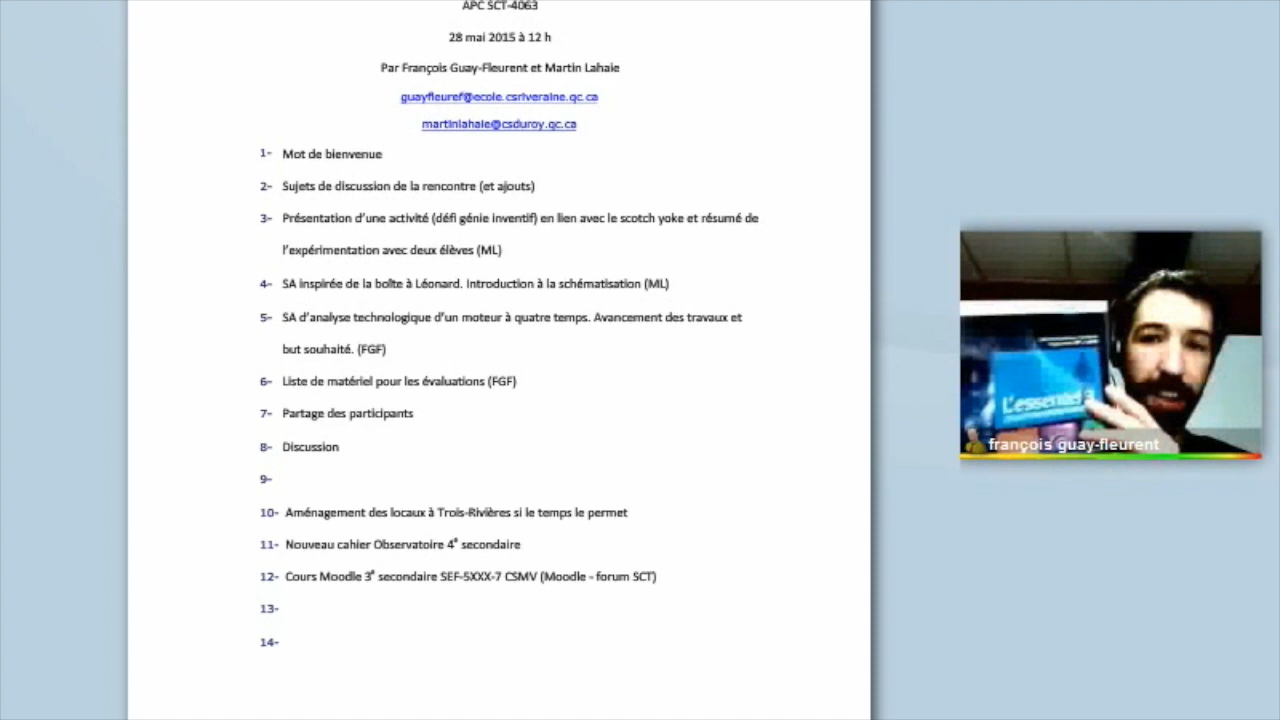 APC SCT-4063
28 mai 2015 à 12 h
Par François Guay-Fleurent et Martin Lahaie
guayfleuref@ecole.csriveraine.qc.ca
martinlahaie@csduroy.qc.ca
1- Mot de bienvenue
2- Sujets de discussion de la rencontre (et ajouts)
3- Présentation d'une activité (défi génie inventif) en lien avec le scotch yoke et résumé de
l'expérimentation avec deux élèves (ML)
4- SA inspirée de la boîte à Léonard. Introduction à la schématisation (ML)
5- SA d'analyse technologique d'un moteur à quatre temps. Avancement des travaux et
but souhaité. (FGF)
6- Liste de matériel pour les évaluations (FGF)
7- Partage des participants
8- Discussion
9-
10- Aménagement des locaux à Trois-Rivières si le temps le permet
11- Nouveau cahier Observatoire 4e secondaire
12- Cours Moodle 3e secondaire SEF-5XXX-7 CSMV (Moodle - forum SCT)
13-
14-
L'essentiel
françois guay-fleurent